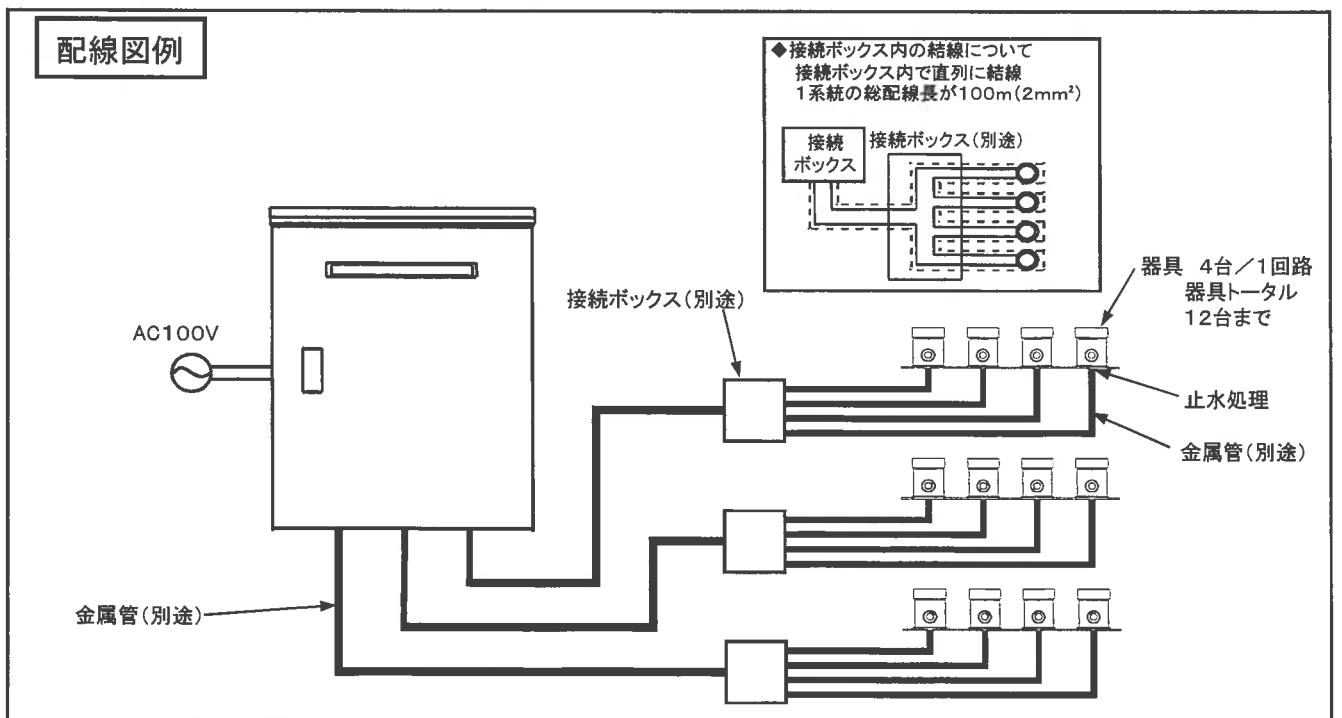 配線図例
◆接続ボックス内の結線について
接続ボックス内で直列に結線
1系統の総配線長が100m(2mm²)
接続
ボックス
接続ボックス(別途)
器具 4台/1回路
器具トータル
12台まで
接続ボックス(別途)
AC100V
止水処理
金属管(別途)
金属管(別途)